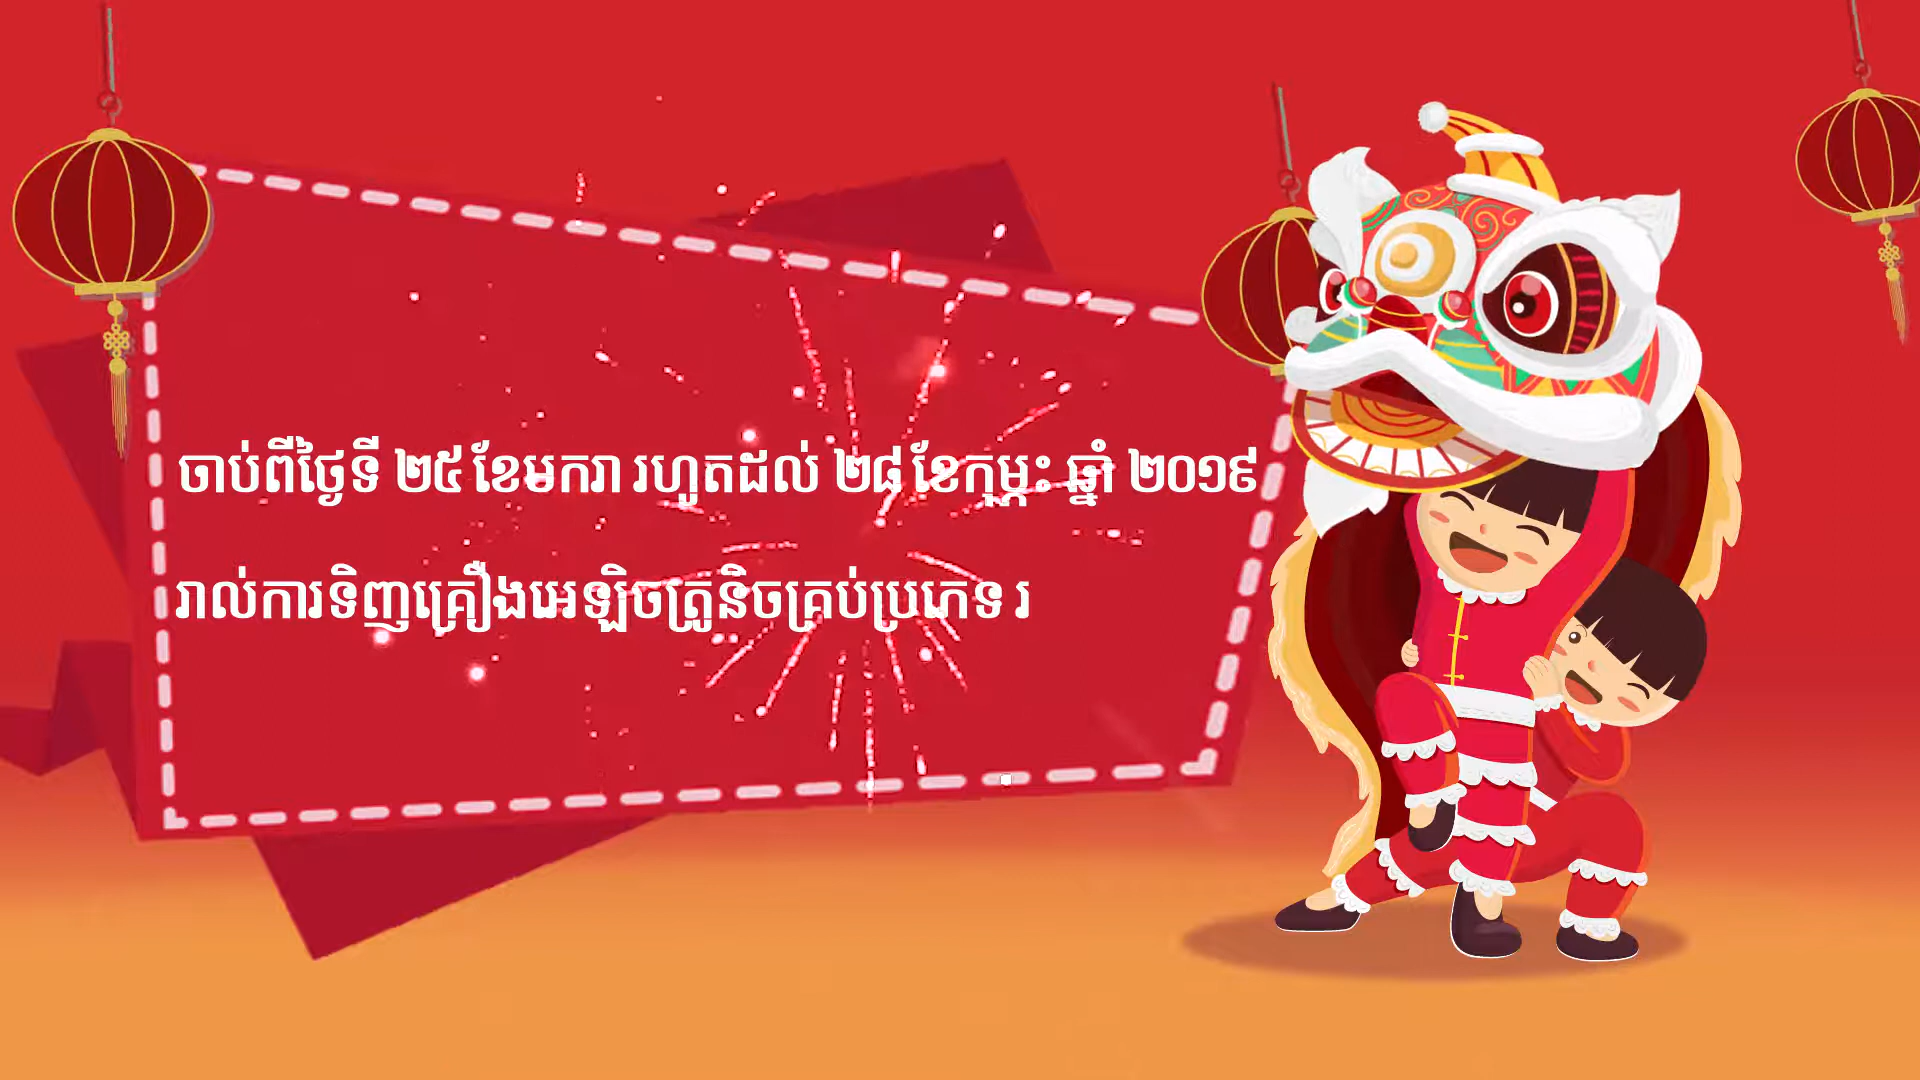 ចាប់ពីថ្ងៃទី ២៥ ខែមករា រហូតដល់ ២៨ ខែកុម្ភះ ឆ្នាំ ២០១៩
រាល់ការទិញគ្រឿងអេឡិចត្រូនិចគ្រប់ប្រភេទ រ